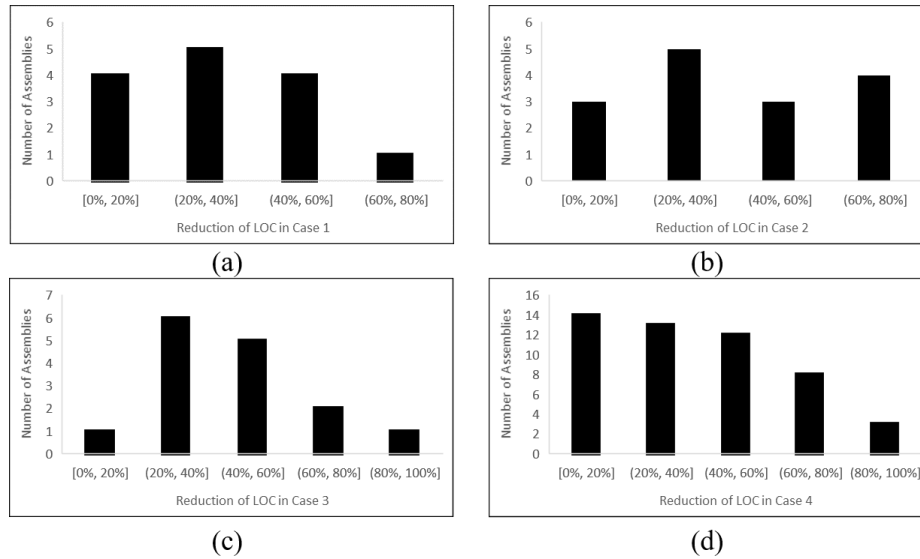 Number of Assemblies
6
5
4
3
2
1
0
[0%, 20%] (20%, 40%] (40%, 60%] (60%, 80%]
Reduction of LOC in Case 1
(a)
Number of Assemblies
6
5
4
3
2
1
0
[0%, 20%] (20%, 40%] (40%, 60%] (60%, 80%]
Reduction of LOC in Case 2
(b)
Number of Assemblies
7
6
5
4
3
2
1
0
[0%, 20%] (20%, 40%] (40%, 60%] (60%, 80%] (80%, 100%]
Reduction of LOC in Case 3
(c)
Number of Assemblies
16
14
12
10
8
6
4
2
0
[0%, 20%] (20%, 40%] (40%, 60%] (60%, 80%] (80%, 100%]
Reduction of LOC in Case 4
(d)